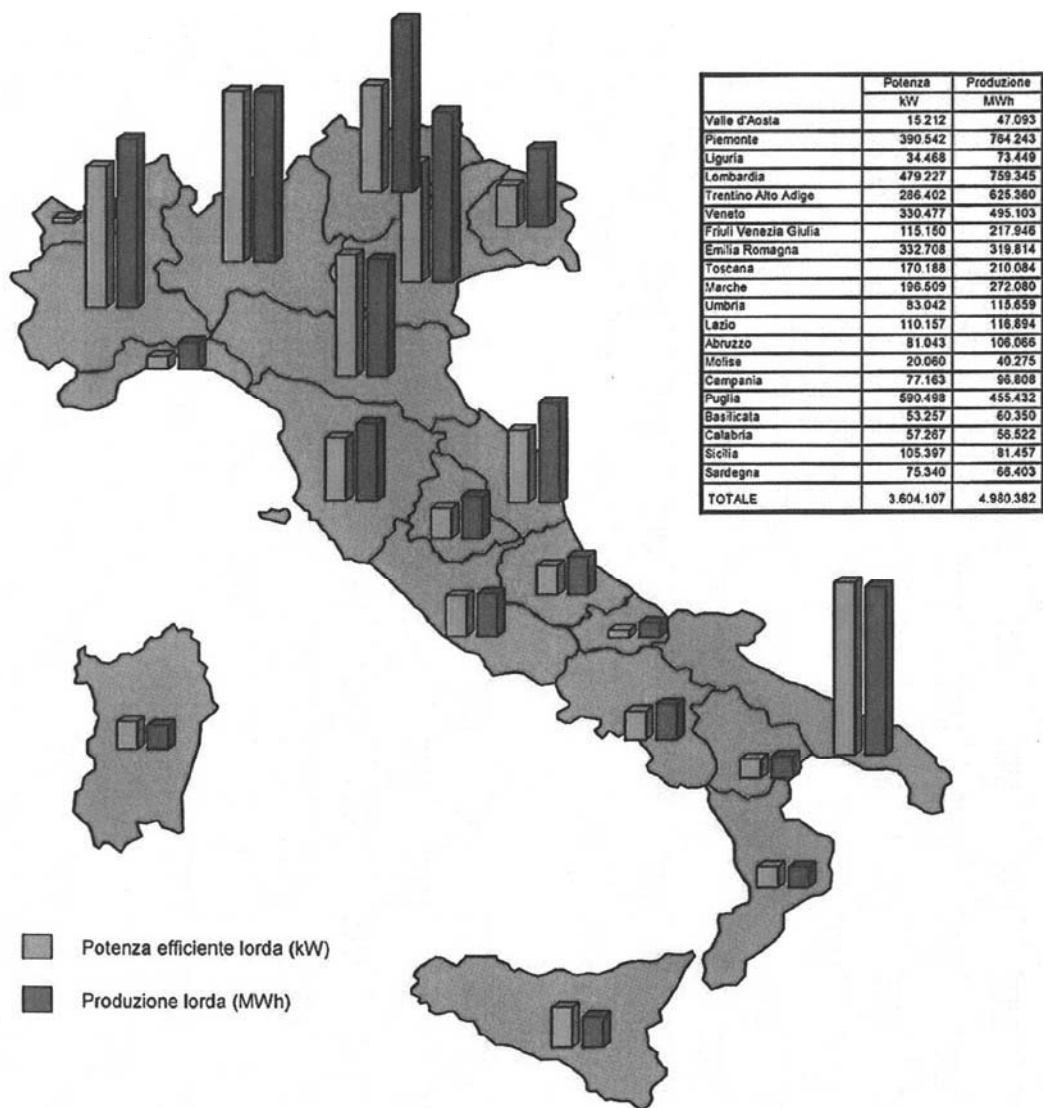 Potenza Produzione
kW MWh
Valle d'Aosta 15.212 47.093
Piemonte 390.542 764.243
Liguria 34.468 73.449
Lombardia 479.227 759.345
Trentino Alto Adige 286.402 625.360
Veneto 330.477 495.103
Friuli Venezia Giulia 115.150 217.946
Emilia Romagna 332.708 319.814
Toscana 170.188 210.084
Marche 196.509 272.080
Umbria 83.042 115.659
Lazio 110.157 116.894
Abruzzo 81.043 106.066
Molise 20.060 40.275
Campania 77.163 96.808
Puglia 590.498 455.432
Basilicata 53.257 60.350
Calabria 57.267 56.522
Sicilia 105.397 81.457
Sardegna 75.340 66.403
TOTALE 3.604.107 4.980.382
Potenza efficiente lorda (kW)
Produzione lorda (MWh)